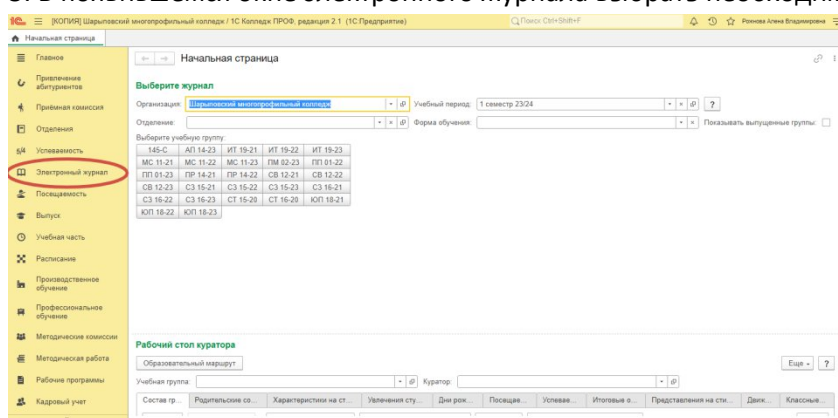 [КОПИЯ] Шарыповский многопрофильный колледж / 1С Колледж ПРОФ, редакция 2.1 (1С:Предприятие)
Поиск Ctrl+Shift+F
Рожнова Алена Владимировна
Начальная страница
Главное
Привлечение
абитуриентов
Приёмная комиссия
Отделения
Успеваемость
Электронный журнал
Посещаемость
Выпуск
Учебная часть
Расписание
Производственное
обучение
Профессиональное
обучение
Методические комиссии
Методическая работа
Рабочие программы
Кадровый учет
Начальная страница
Выберите журнал
Организация: Шарыповский многопрофильный колледж Учебный период: 1 семестр 23/24 ?
Отделение: Форма обучения: Показывать выпущенные группы:
Выберите учебную группу:
145-С АП 14-23 ИТ 19-21 ИТ 19-22 ИТ 19-23
МС 11-21 МС 11-22 МС 11-23 ПМ 02-23 ПП 01-22
ПП 01-23 ПР 14-21 ПР 14-22 СВ 12-21 СВ 12-22
СВ 12-23 СЗ 15-21 СЗ 15-22 СЗ 15-23 СЗ 16-21
СЗ 16-22 СЗ 16-23 СТ 15-20 СТ 16-20 ЮП 18-21
ЮП 18-22 ЮП 18-23
Рабочий стол куратора
Образовательный маршрут Еще ?
Учебная группа: Куратор:
Состав гр... Родительские со... Характеристики на ст... Увлечения сту... Дни рож... Посещае... Успевае... Итоговые о... Представления на сти... Движ... Классные...